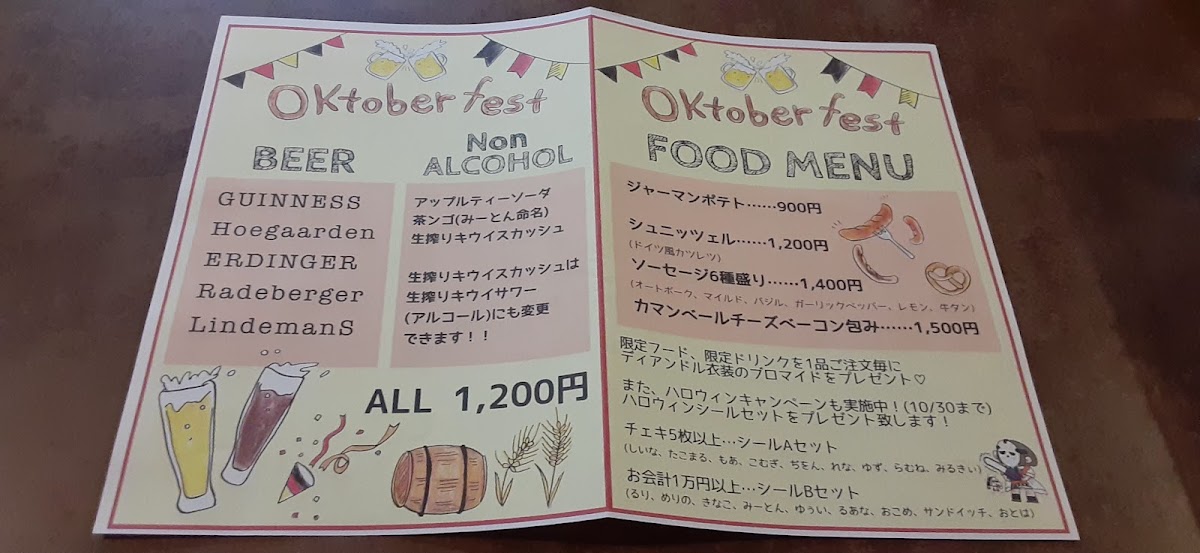 OKtober fest
BEER
GUINNESS
Hoegaarden
ERDINGER
Radeberger
LindemanS
Non
ALCOHOL
アップルティーソーダ
茶ンゴ(みーとん命名)
生搾りキウイスカッシュ
生搾りキウイスカッシュは
生搾りキウイサワー
(アルコール)にも変更
できます！！
ALL 1,200円
OKtober fest
FOOD MENU
ジャーマンポテト……900円
シュニッツェル……1,200円
(ドイツ風カツレツ)
ソーセージ6種盛り……1,400円
(オートポーク、マイルド、バジル、ガーリックペッパー、レモン、牛タン)
カマンベールチーズベーコン包み……1,500円
限定フード、限定ドリンクを1品ご注文毎に
ディアンドル衣装のブロマイドをプレゼント♡
また、ハロウィンキャンペーンも実施中！(10/30まで)
ハロウインシールセットをプレゼント致します！
チェキ5枚以上…シールAセット
(しいな、たこまる、もあ、こむぎ、ぢをん、れな、ゆず、らむね、みるきぃ)
お会計1万円以上…シールBセット
(るり、めりの、きなこ、みーとん、ゆぅい、るあな、おこめ、サンドイッチ、おとは)